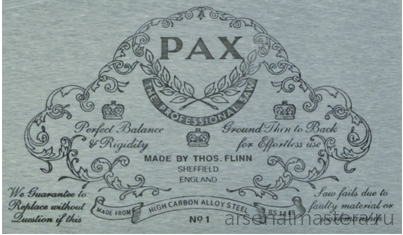 PAX
THE PROFESSIONAL SAW
Perfect Balance
& Rigidity
Ground Thin to Back
for Effortless use
MADE BY THOS. FLINN
SHEFFIELD
ENGLAND
We Guarantee to
Replace without
Question if this
MADE FROM
HIGH CARBON ALLOY STEEL
Nº1
Saw fails due to
faulty material or
arsenalmastera.ru